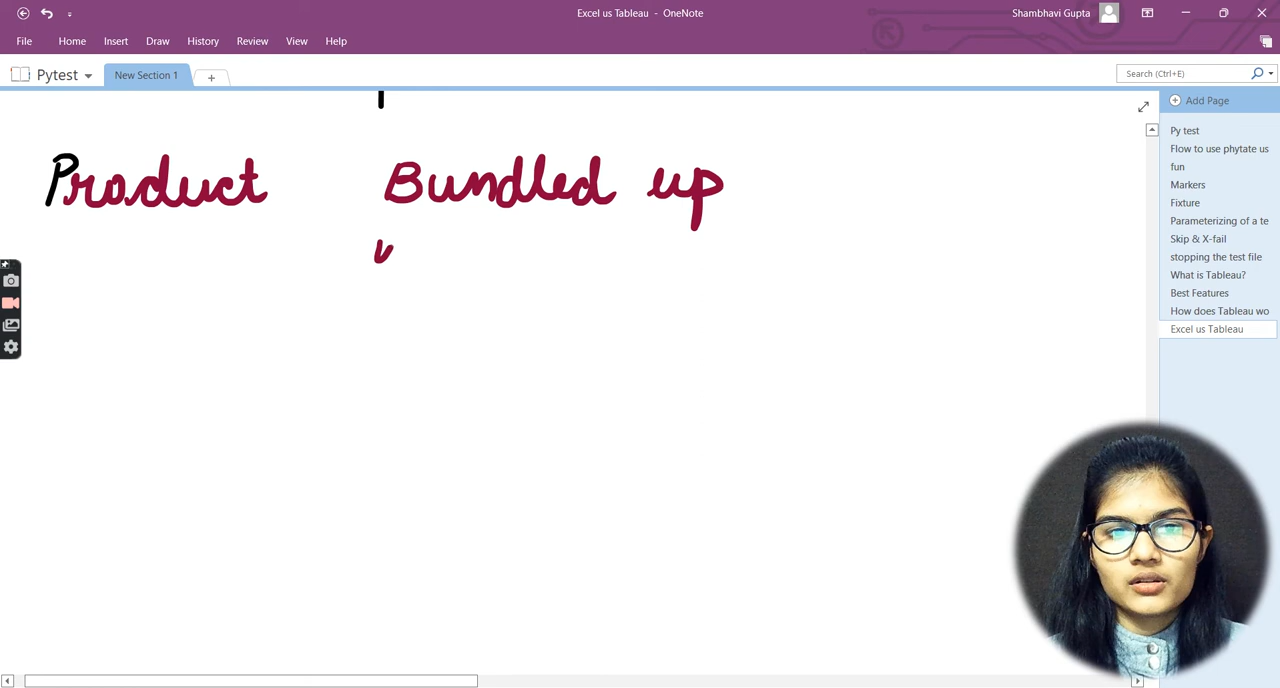 Excel us Tableau - OneNote
Shambhavi Gupta
File Home Insert Draw History Review View Help
Pytest
New Section 1
+
Search (Ctrl+E)
Add Page
Product Bundled up
Py test
Flow to use phytate us
fun
Markers
Fixture
Parameterizing of a te
Skip & X-fail
stopping the test file
What is Tableau?
Best Features
How does Tableau wo
Excel us Tableau